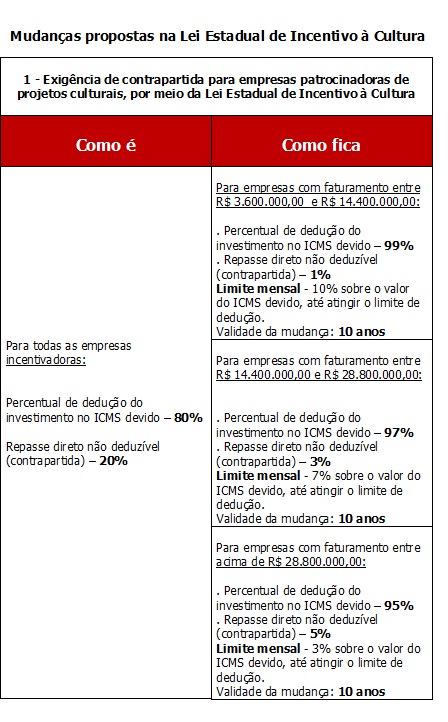 Mudanças propostas na Lei Estadual de Incentivo à Cultura
1 - Exigência de contrapartida para empresas patrocinadoras de
projetos culturais, por meio da Lei Estadual de Incentivo à Cultura
Como é
Como fica
Para todas as empresas
incentivadoras:
Percentual de dedução do
investimento no ICMS devido – 80%
Repasse direto não deduzível
(contrapartida) – 20%
Para empresas com faturamento entre
R$ 3.600.000,00 e R$ 14.400.000,00:
. Percentual de dedução do
investimento no ICMS devido – 99%
. Repasse direto não deduzível
(contrapartida) – 1%
Limite mensal - 10% sobre o valor
do ICMS devido, até atingir o limite de
dedução.
Validade da mudança: 10 anos
Para empresas com faturamento entre
R$ 14.400.000,00 e R$ 28.800.000,00:
. Percentual de dedução do
investimento no ICMS devido – 97%
. Repasse direto não deduzível
(contrapartida) – 3%
Limite mensal - 7% sobre o valor do
ICMS devido, até atingir o limite de
dedução.
Validade da mudança: 10 anos
Para empresas com faturamento entre
acima de R$ 28.800.000,00:
. Percentual de dedução do
investimento no ICMS devido – 95%
. Repasse direto não deduzível
(contrapartida) – 5%
Limite mensal - 3% sobre o valor do
ICMS devido, até atingir o limite de
dedução.
Validade da mudança: 10 anos